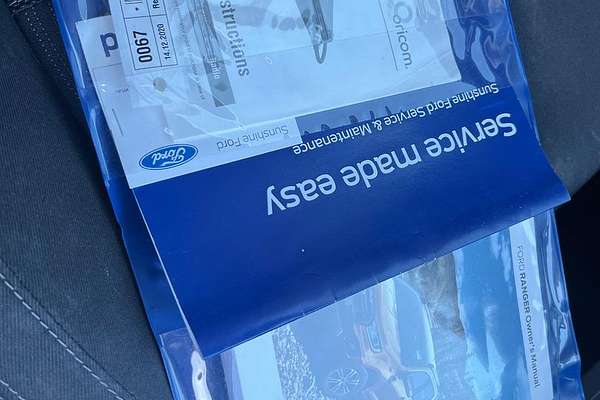 Service made easy
Sunshine Ford Service & Maintenance
Ford
Sunshine Ford
oricom
Instructions
0067
14.12.2020
FORD RANGER Owner's Manual